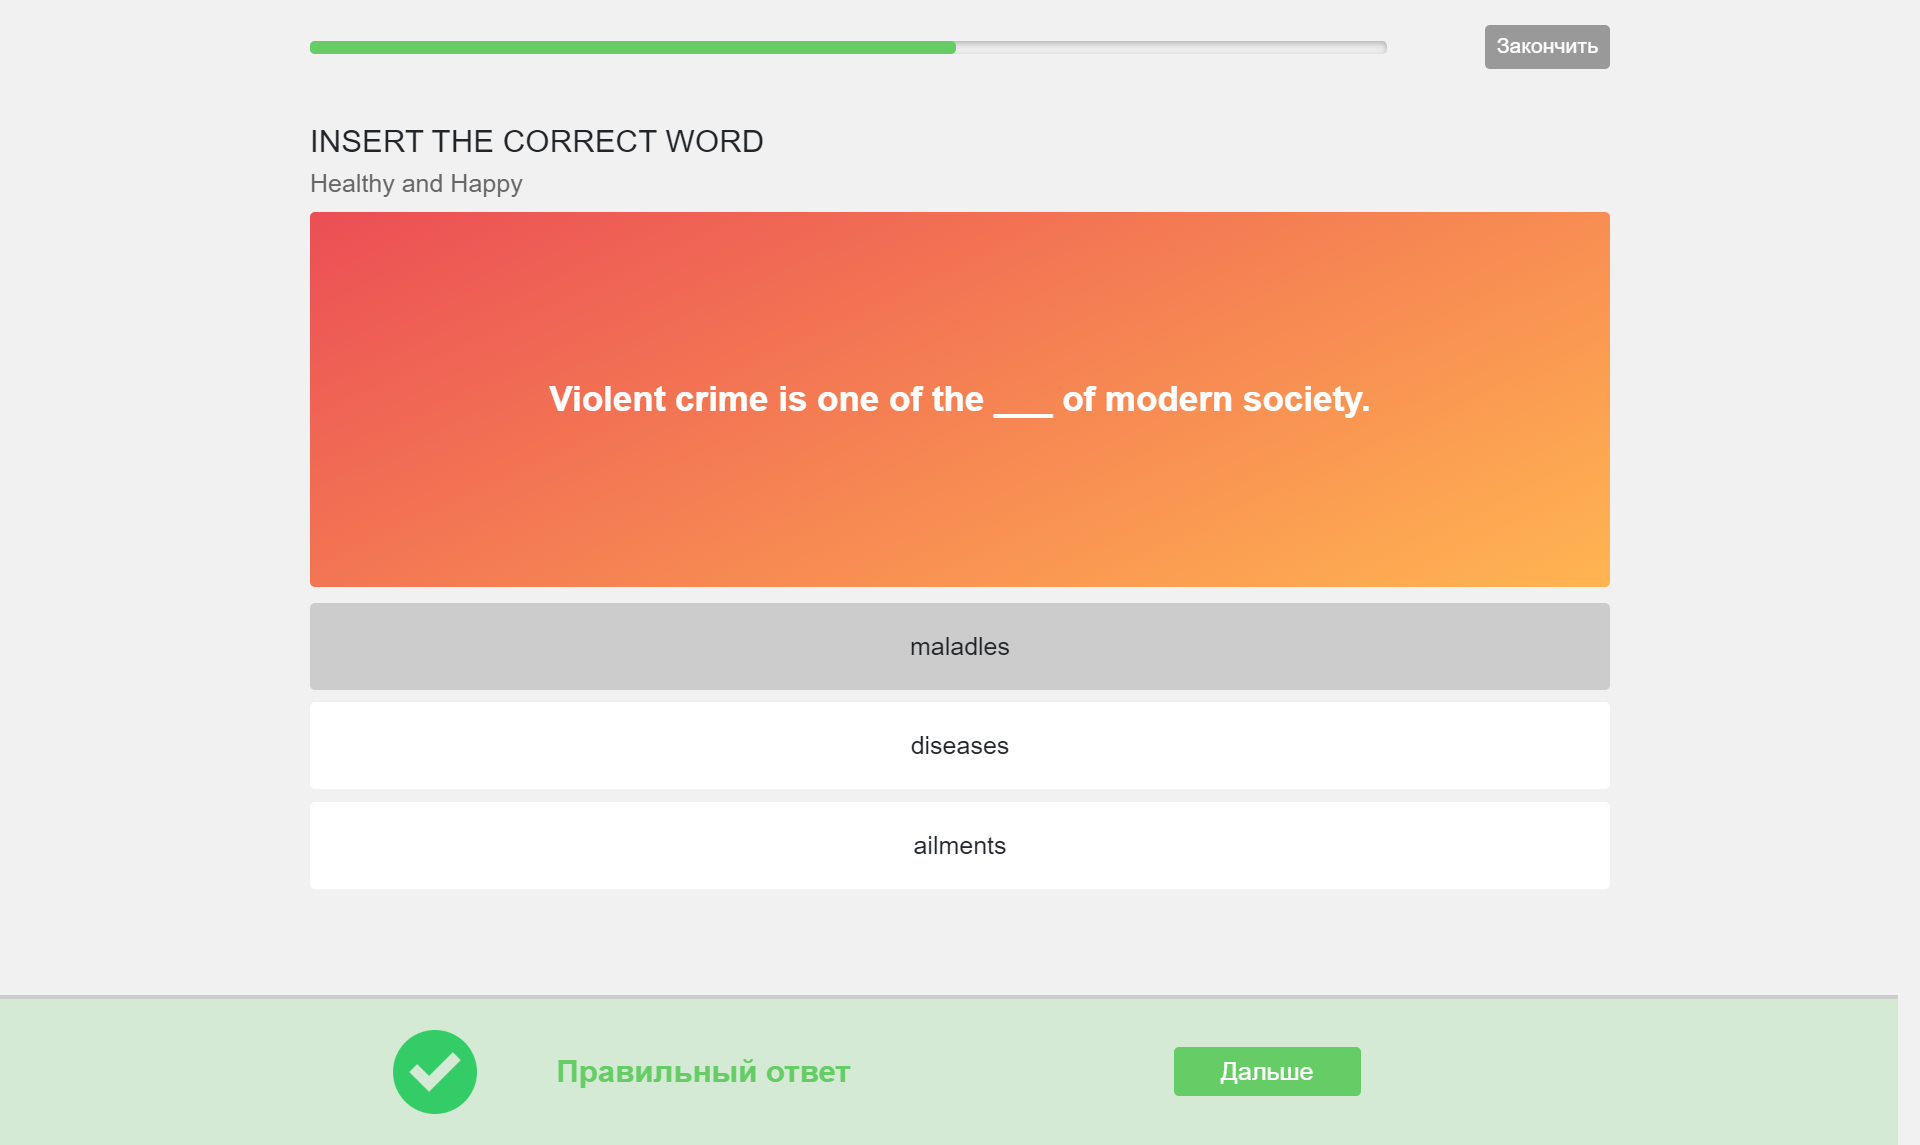 Закончить
INSERT THE CORRECT WORD
Healthy and Happy
Violent crime is one of the ___ of modern society.
maladles
diseases
ailments
Правильный ответ
Дальше